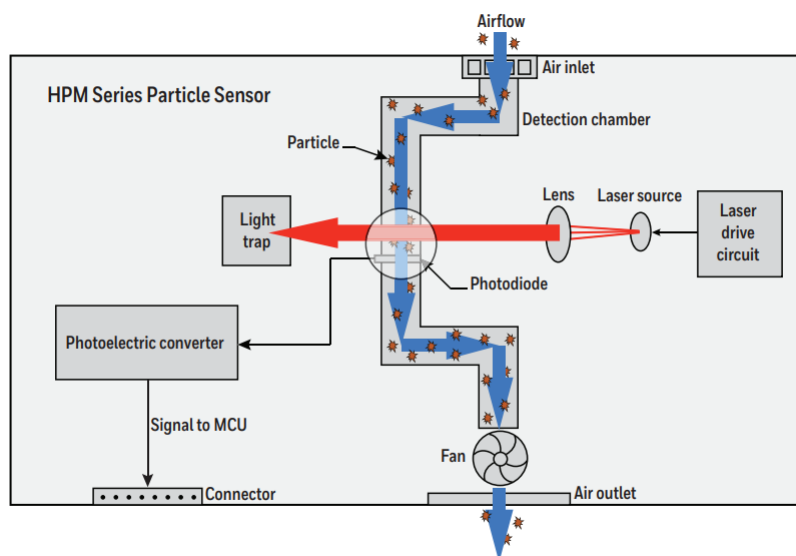 Airflow
Air inlet
HPM Series Particle Sensor
Detection chamber
Particle
Lens
Laser source
Light
trap
Laser
drive
circuit
Photodiode
Photoelectric converter
Signal to MCU
Fan
Connector
Air outlet